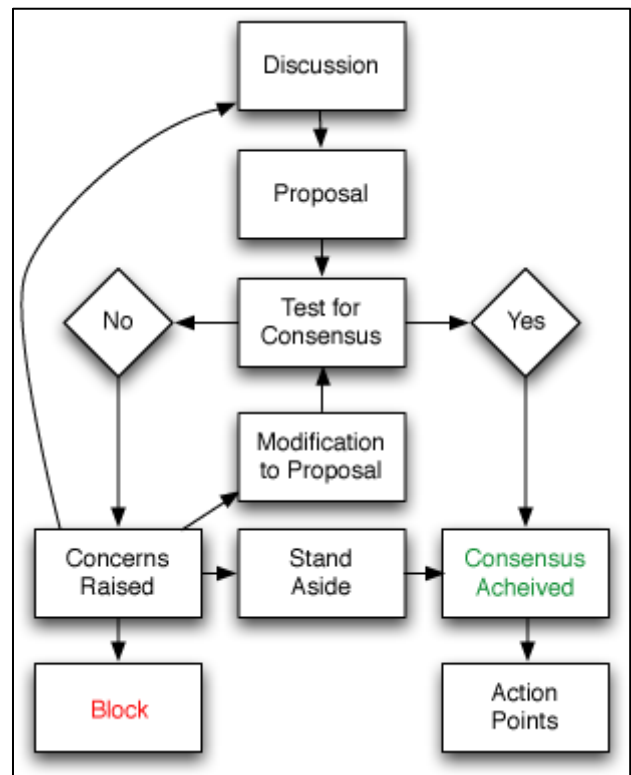 Discussion
Proposal
No
Test for
Consensus
Yes
Modification
to Proposal
Concerns
Raised
Stand
Aside
Consensus
Acheived
Block
Action
Points